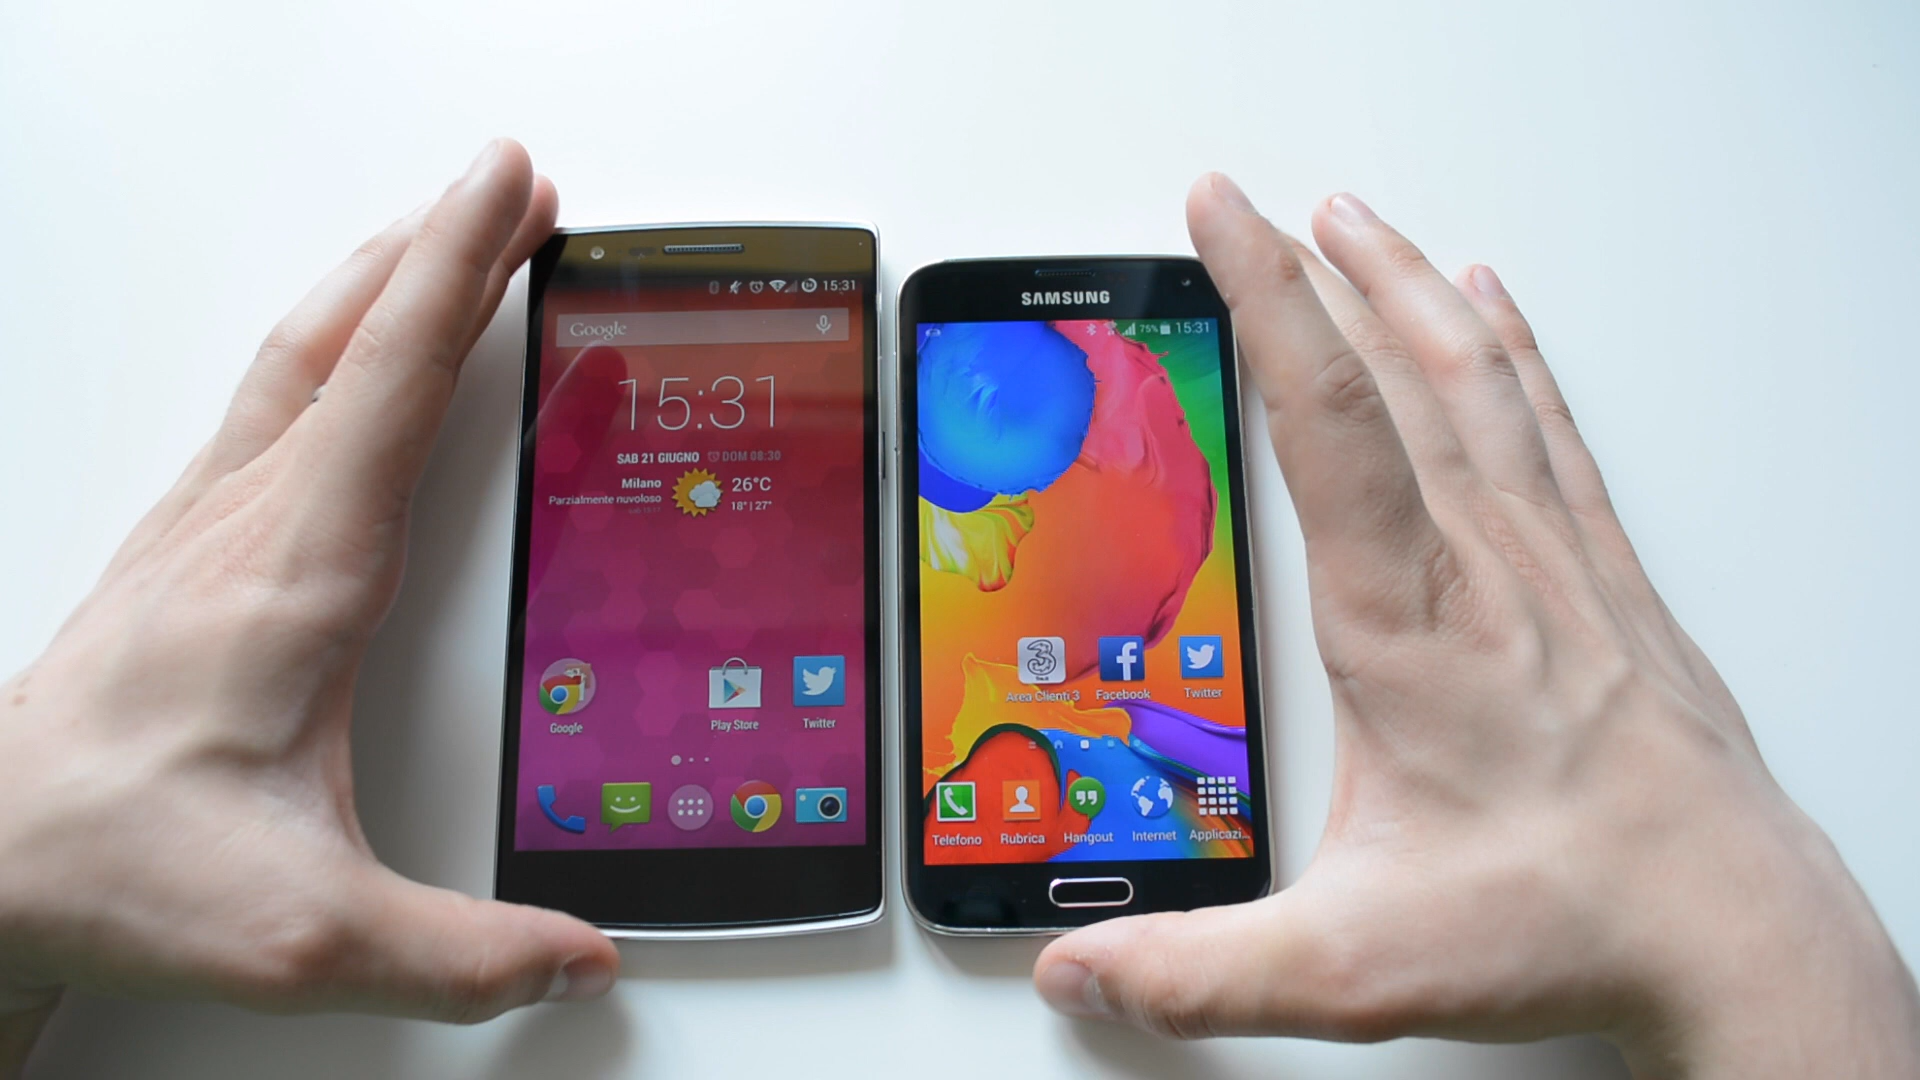 15:31
Google
15:31
SAB 21 GIUGNO DOM 08:30
Milano
Parzialmente nuvoloso
26°C
18° | 27°
Google
Play Store
Twitter
SAMSUNG
75% 15:31
3
Area Clienti 3
Facebook
Twitter
Telefono
Rubrica
Hangout
Internet
Applicazi...